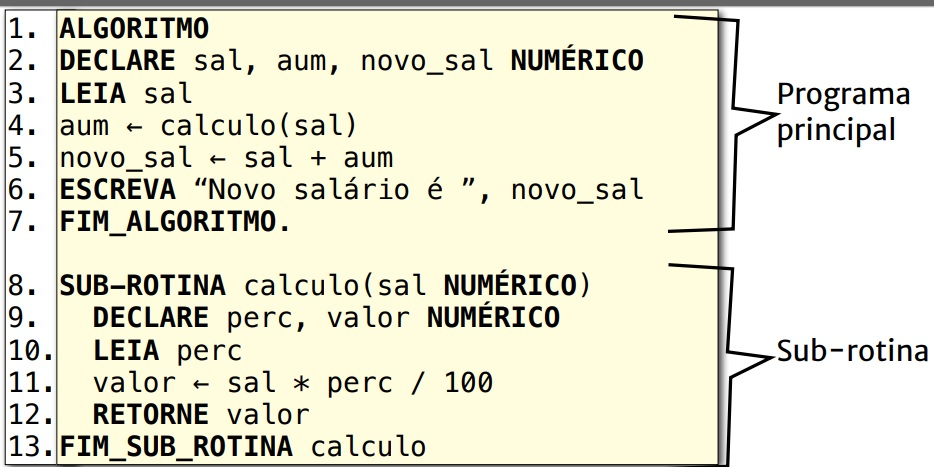 1. ALGORITMO
2. DECLARE sal, aum, novo_sal NUMÉRICO
3. LEIA sal
4. aum ← calculo(sal)
5. novo_sal ← sal + aum
6. ESCREVA “Novo salário é ”, novo_sal
7. FIM_ALGORITMO.
Programa
principal
8. SUB–ROTINA calculo(sal NUMÉRICO)
9. DECLARE perc, valor NUMÉRICO
10. LEIA perc
11. valor ← sal * perc / 100
12. RETORNE valor
13. FIM_SUB_ROTINA calculo
Sub-rotina